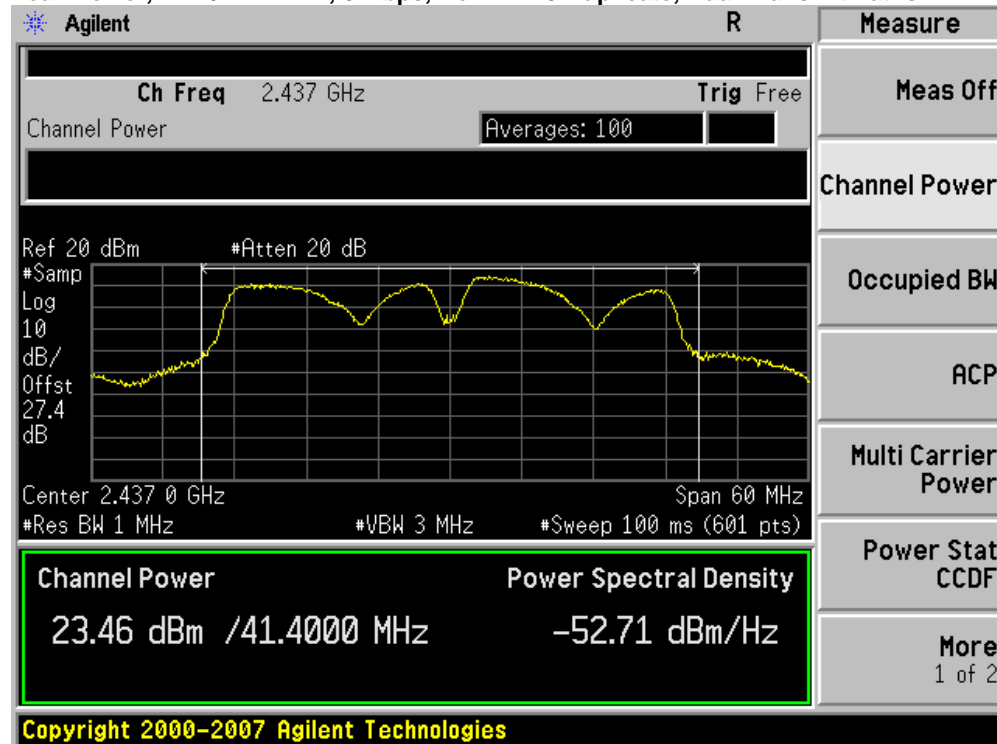 Agilent R Measure
Ch Freq 2.437 GHz Trig Free
Meas Off
Channel Power Averages: 100
Channel Power
Ref 20 dBm #Atten 20 dB
#Samp
Log
10
dB/
Offst
27.4
dB
Occupied BW
ACP
Multi Carrier
Power
Center 2.437 0 GHz Span 60 MHz
#Res BW 1 MHz #VBW 3 MHz #Sweep 100 ms (601 pts)
Power Stat
CCDF
Channel Power Power Spectral Density
23.46 dBm /41.4000 MHz -52.71 dBm/Hz
More
1 of 2
Copyright 2000-2007 Agilent Technologies